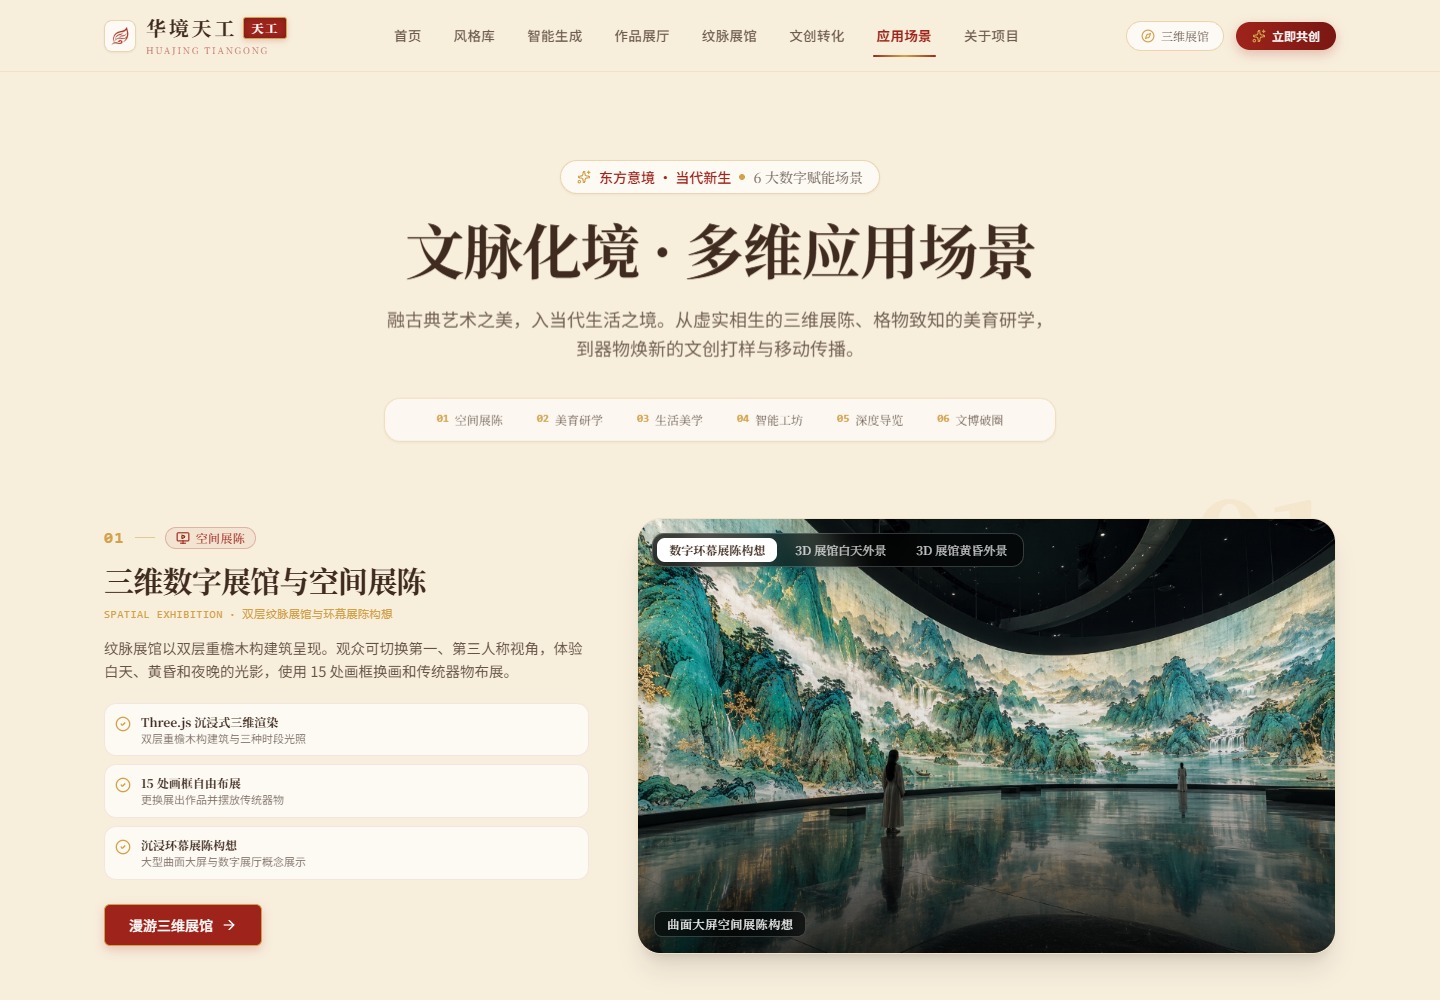 华境天工 天工
HUAJING TIANGONG
首页 风格库 智能生成 作品展厅 纹脉展馆 文创转化 应用场景 关于项目
三维展馆 立即共创
东方意境 · 当代新生 • 6 大数字赋能场景
文脉化境 · 多维应用场景
融古典艺术之美，入当代生活之境。从虚实相生的三维展陈、格物致知的美育研学，
到器物焕新的文创打样与移动传播。
01 空间展陈 02 美育研学 03 生活美学 04 智能工坊 05 深度导览 06 文博破圈
01
01 — 空间展陈
三维数字展馆与空间展陈
SPATIAL EXHIBITION · 双层纹脉展馆与环幕展陈构想
纹脉展馆以双层重檐木构建筑呈现。观众可切换第一、第三人称视角，体验
白天、黄昏和夜晚的光影，使用 15 处画框换画和传统器物布展。
Three.js 沉浸式三维渲染
双层重檐木构建筑与三种时段光照
15 处画框自由布展
更换展出作品并摆放传统器物
沉浸环幕展陈构想
大型曲面大屏与数字展厅概念展示
漫游三维展馆
数字环幕展陈构想 3D 展馆白天外景 3D 展馆黄昏外景
曲面大屏空间展陈构想